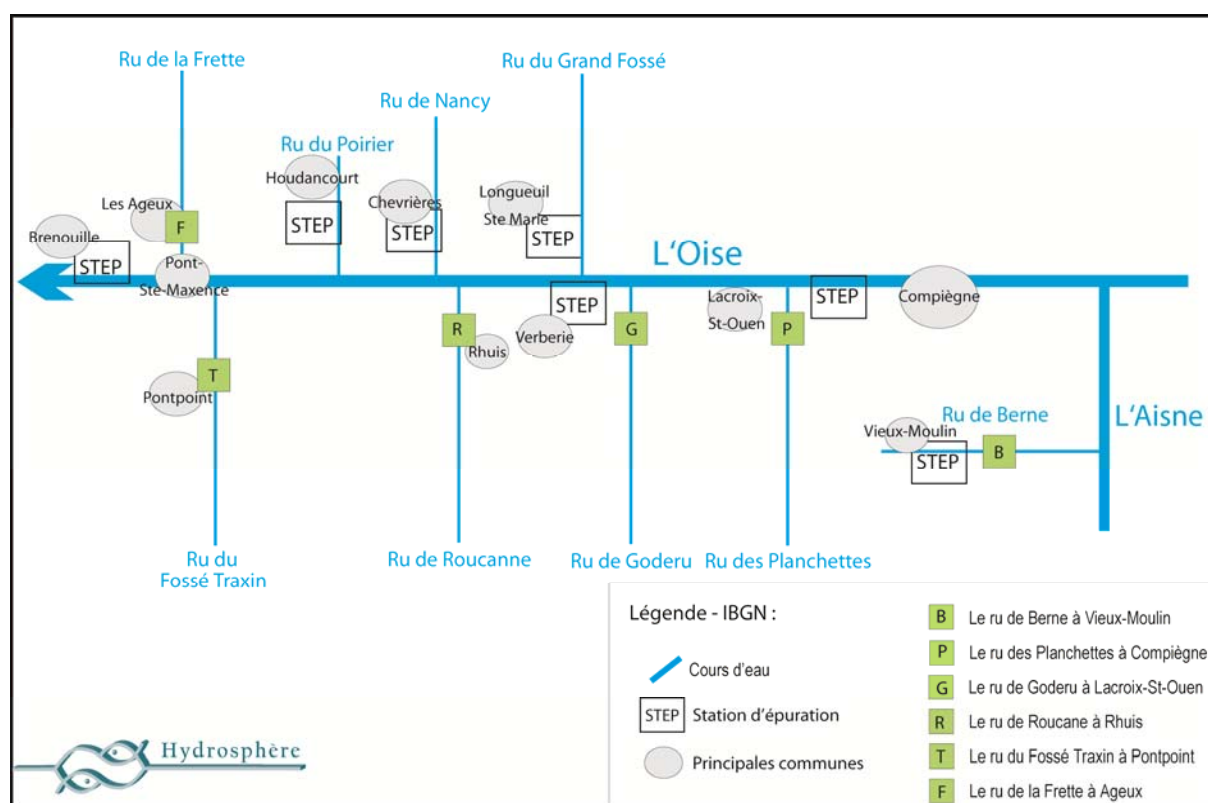 Ru de la Frette
Ru du Grand Fossé
Ru de Nancy
Ru du Poirier
Houdancourt
Longueuil
Ste Marie
Les Ageux
Chevrières
STEP
STEP
STEP
F
Brenouille
STEP
Pont-
Ste-Maxence
L'Oise
STEP
Compiègne
Lacroix-
St-Ouen
STEP
R
G
P
Verberie
Rhuis
T
Pontpoint
L'Aisne
Ru de Berne
Vieux-Moulin
STEP
B
Ru du
Fossé Traxin
Ru de Roucanne
Ru de Goderu
Ru des Planchettes
Légende - IBGN :
Cours d'eau
STEP Station d'épuration
Principales communes
B Le ru de Berne à Vieux-Moulin
P Le ru des Planchettes à Compiègne
G Le ru de Goderu à Lacroix-St-Ouen
R Le ru de Roucane à Rhuis
T Le ru du Fossé Traxin à Pontpoint
F Le ru de la Frette à Ageux
Hydrosphère